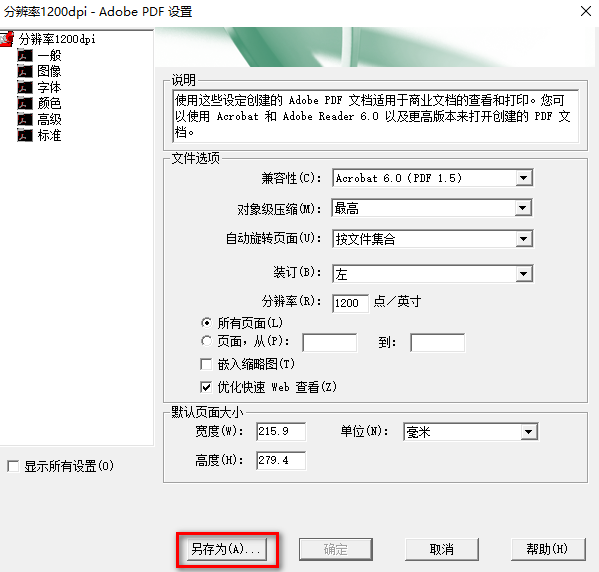 分辨率1200dpi - Adobe PDF 设置
分辨率1200dpi
一般
图像
字体
颜色
高级
标准
显示所有设置(O)
说明
使用这些设定创建的 Adobe PDF 文档适用于商业文档的查看和打印。您可
以使用 Acrobat 和 Adobe Reader 6.0 以及更高版本来打开创建的 PDF 文
档。
文件选项
兼容性(C): Acrobat 6.0 (PDF 1.5)
对象级压缩(M): 最高
自动旋转页面(U): 按文件集合
装订(B): 左
分辨率(R): 1200 点／英寸
所有页面(L)
页面，从(P): 到:
嵌入缩略图(T)
优化快速 Web 查看(Z)
默认页面大小
宽度(W): 215.9 单位(N): 毫米
高度(H): 279.4
另存为(A)... 确定 取消 帮助(H)